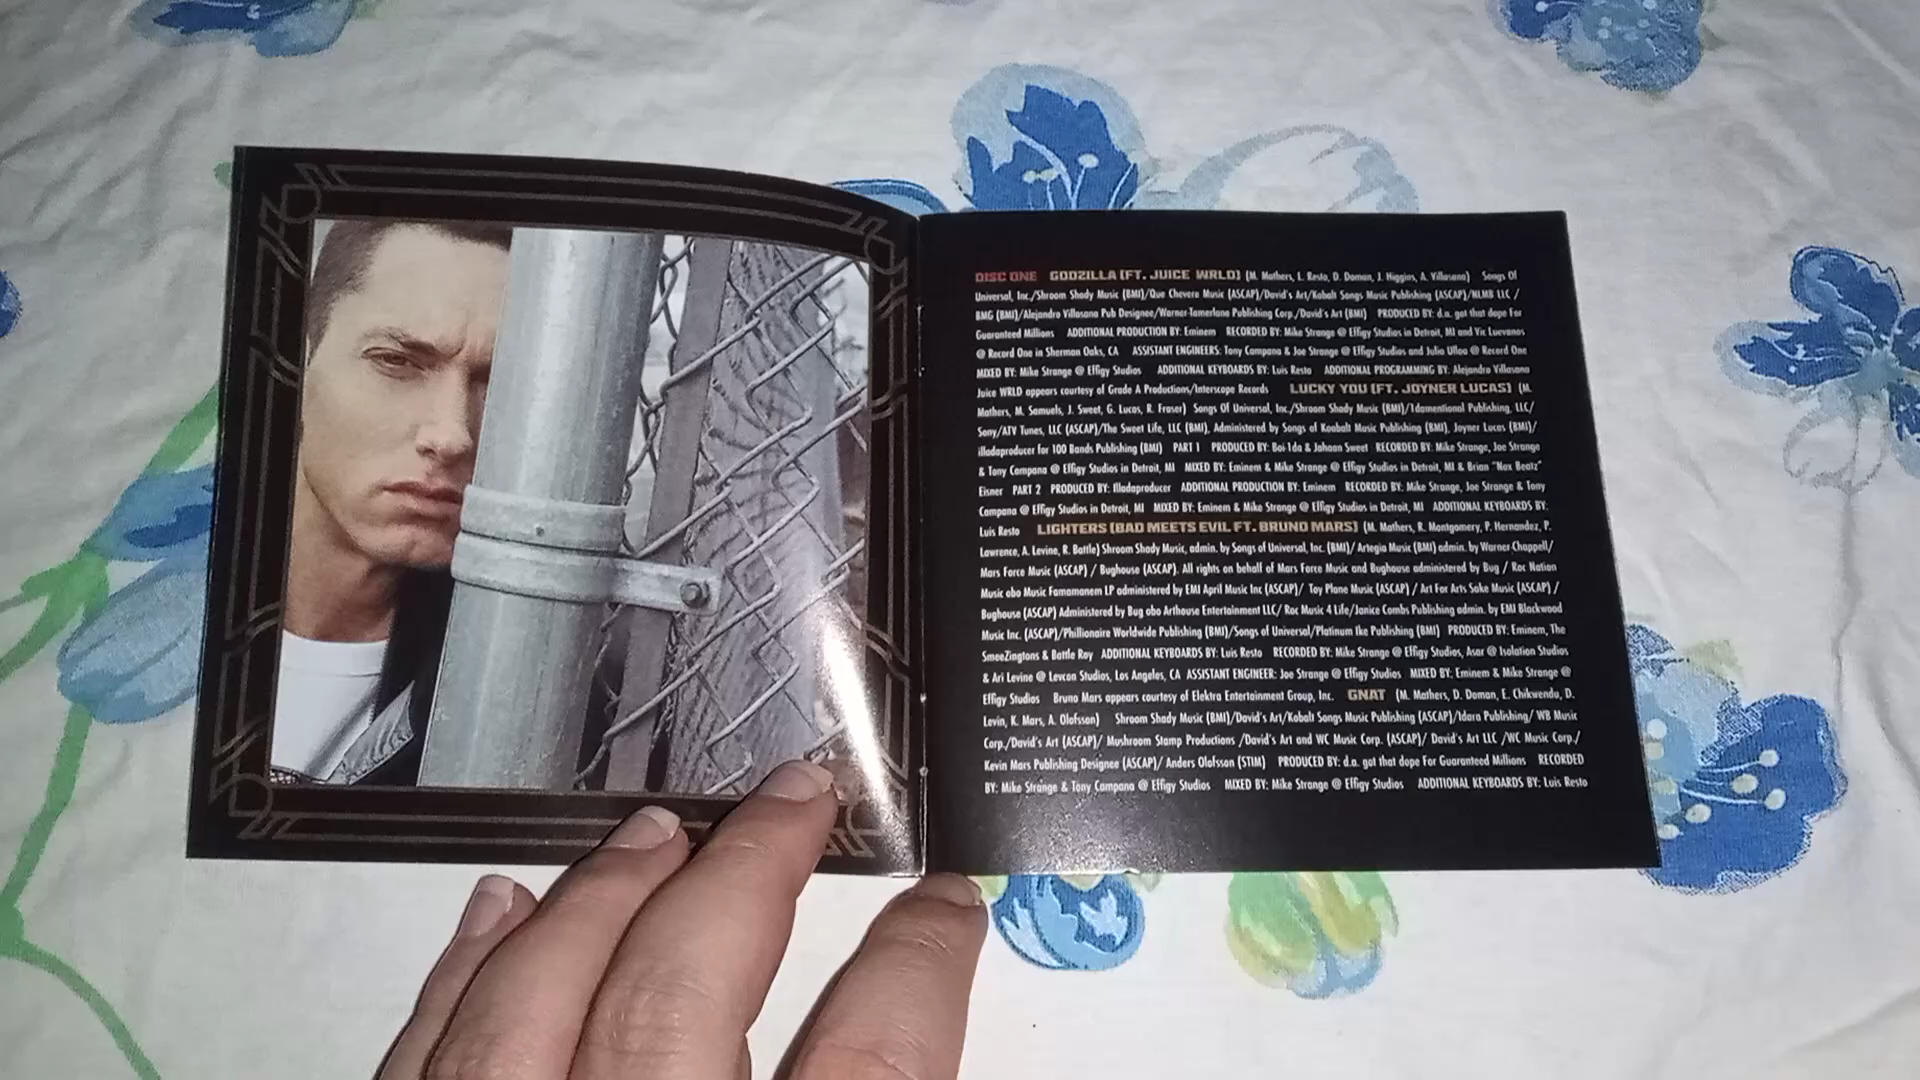 DISC ONE GODZILLA [FT. JUICE WRLD] (M. Mathers, L. Resto, D. Doman, J. Higgins, A. Villasana) Songs Of
Universal, Inc./Shroom Shady Music (BMI)/Que Chevere Music (ASCAP)/David's Art/Kobalt Songs Music Publishing (ASCAP)/NLMB LLC /
BMG (BMI)/Alejandro Villasana Pub Designee/Warner-Tamerlane Publishing Corp./David's Art (BMI) PRODUCED BY: d.a. got that dope For
Guaranteed Millions ADDITIONAL PRODUCTION BY: Eminem RECORDED BY: Mike Strange @ Effigy Studios in Detroit, MI and Vic Luevanos
@ Record One in Sherman Oaks, CA ASSISTANT ENGINEERS: Tony Campana & Joe Strange @ Effigy Studios and Julio Ulloa @ Record One
MIXED BY: Mike Strange @ Effigy Studios ADDITIONAL KEYBOARDS BY: Luis Resto ADDITIONAL PROGRAMMING BY: Alejandro Villasana
Juice WRLD appears courtesy of Grade A Productions/Interscope Records LUCKY YOU [FT. JOYNER LUCAS] (M.
Mathers, M. Samuels, J. Sweet, G. Lucas, R. Fraser) Songs Of Universal, Inc./Shroom Shady Music (BMI)/1damentional Publishing, LLC/
Sony/ATV Tunes, LLC (ASCAP)/The Sweet Life, LLC (BMI), Administered by Songs of Koobalt Music Publishing (BMI), Joyner Lucas (BMI)/
illadaproducer for 100 Bands Publishing (BMI) PART 1 PRODUCED BY: Boi-1da & Jahaan Sweet RECORDED BY: Mike Strange, Joe Strange
& Tony Campana @ Effigy Studios in Detroit, MI MIXED BY: Eminem & Mike Strange @ Effigy Studios in Detroit, MI & Brian "Nox Beatz"
Eisner PART 2 PRODUCED BY: Illadaproducer ADDITIONAL PRODUCTION BY: Eminem RECORDED BY: Mike Strange, Joe Strange & Tony
Campana @ Effigy Studios in Detroit, MI MIXED BY: Eminem & Mike Strange @ Effigy Studios in Detroit, MI ADDITIONAL KEYBOARDS BY:
Luis Resto LIGHTERS [BAD MEETS EVIL FT. BRUNO MARS] (M. Mathers, R. Montgomery, P. Hernandez, P.
Lawrence, A. Levine, R. Battle) Shroom Shady Music, admin. by Songs of Universal, Inc. (BMI)/ Artegia Music (BMI) admin. by Warner Chappell/
Mars Force Music (ASCAP) / Bughouse (ASCAP). All rights on behalf of Mars Force Music and Bughouse administered by Bug / Roc Nation
Music obo Music Famamanem LP administered by EMI April Music Inc (ASCAP)/ Toy Plane Music (ASCAP) / Art For Arts Sake Music (ASCAP) /
Bughouse (ASCAP) Administered by Bug obo Arthouse Entertainment LLC/ Roc Music 4 Life/Janice Combs Publishing admin. by EMI Blackwood
Music Inc. (ASCAP)/Phillionaire Worldwide Publishing (BMI)/Songs of Universal/Platinum Ike Publishing (BMI) PRODUCED BY: Eminem, The
SmeeZingtons & Battle Roy ADDITIONAL KEYBOARDS BY: Luis Resto RECORDED BY: Mike Strange @ Effigy Studios, Asar @ Isolation Studios
& Ari Levine @ Levcon Studios, Los Angeles, CA ASSISTANT ENGINEER: Joe Strange @ Effigy Studios MIXED BY: Eminem & Mike Strange @
Effigy Studios Bruno Mars appears courtesy of Elektra Entertainment Group, Inc. GNAT (M. Mathers, D. Doman, E. Chikwendu, D.
Levin, K. Mars, A. Olofsson) Shroom Shady Music (BMI)/David's Art/Kobalt Songs Music Publishing (ASCAP)/Idara Publishing/ WB Music
Corp./David's Art (ASCAP)/ Mushroom Stamp Productions /David's Art and WC Music Corp. (ASCAP)/ David's Art LLC /WC Music Corp./
Kevin Mars Publishing Designee (ASCAP)/ Anders Olofsson (STIM) PRODUCED BY: d.a. got that dope For Guaranteed Millions RECORDED
BY: Mike Strange & Tony Campana @ Effigy Studios MIXED BY: Mike Strange @ Effigy Studios ADDITIONAL KEYBOARDS BY: Luis Resto